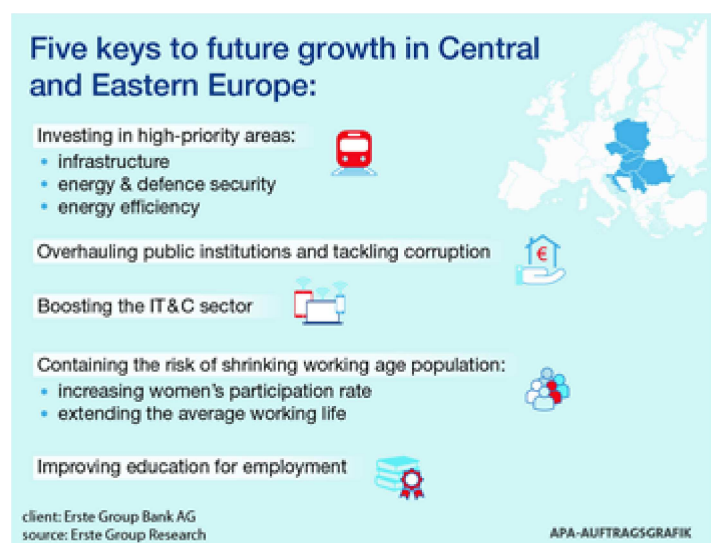 Five keys to future growth in Central
and Eastern Europe:
Investing in high-priority areas:
• infrastructure
• energy & defence security
• energy efficiency
Overhauling public institutions and tackling corruption
€
Boosting the IT&C sector
Containing the risk of shrinking working age population:
• increasing women's participation rate
• extending the average working life
Improving education for employment
client: Erste Group Bank AG
source: Erste Group Research
APA-AUFTRAGSGRAFIK